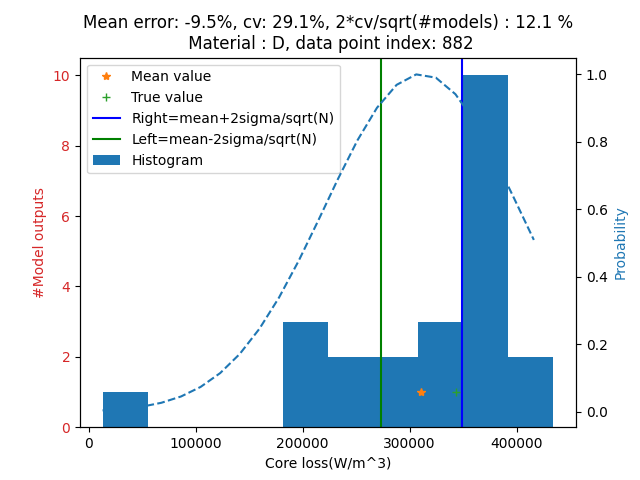 Mean error: -9.5%, cv: 29.1%, 2*cv/sqrt(#models) : 12.1 %
Material : D, data point index: 882
Mean value
True value
Right=mean+2sigma/sqrt(N)
Left=mean-2sigma/sqrt(N)
Histogram
#Model outputs
10
8
6
4
2
0
1.0
0.8
0.6
0.4
0.2
0.0
Probability
0 100000 200000 300000 400000
Core loss(W/m^3)